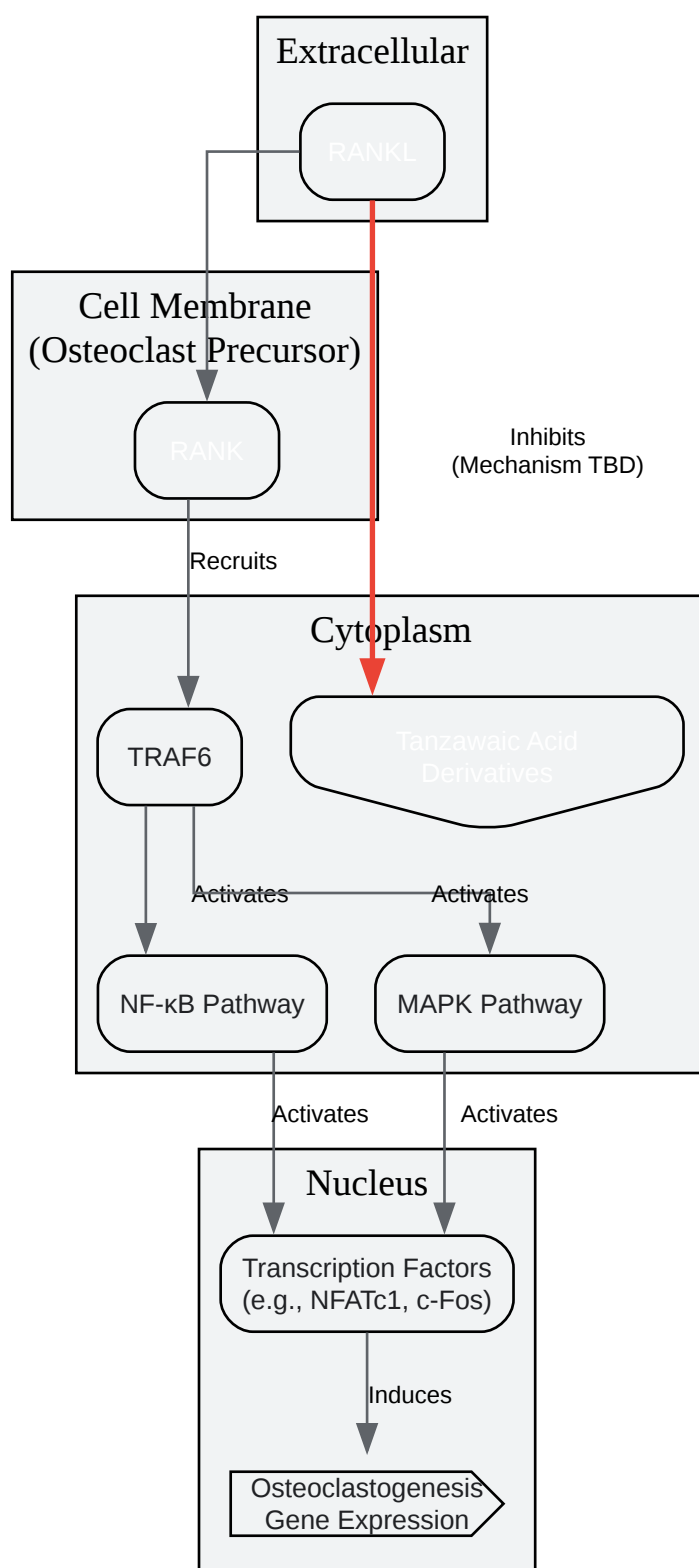 Extracellular
RANKL
Cell Membrane
(Osteoclast Precursor)
RANK
Inhibits
(Mechanism TBD)
Recruits
Cytoplasm
TRAF6
Tanzawaic Acid
Derivatives
Activates
Activates
NF-κB Pathway
MAPK Pathway
Activates
Activates
Nucleus
Transcription Factors
(e.g., NFATc1, c-Fos)
Induces
Osteoclastogenesis
Gene Expression